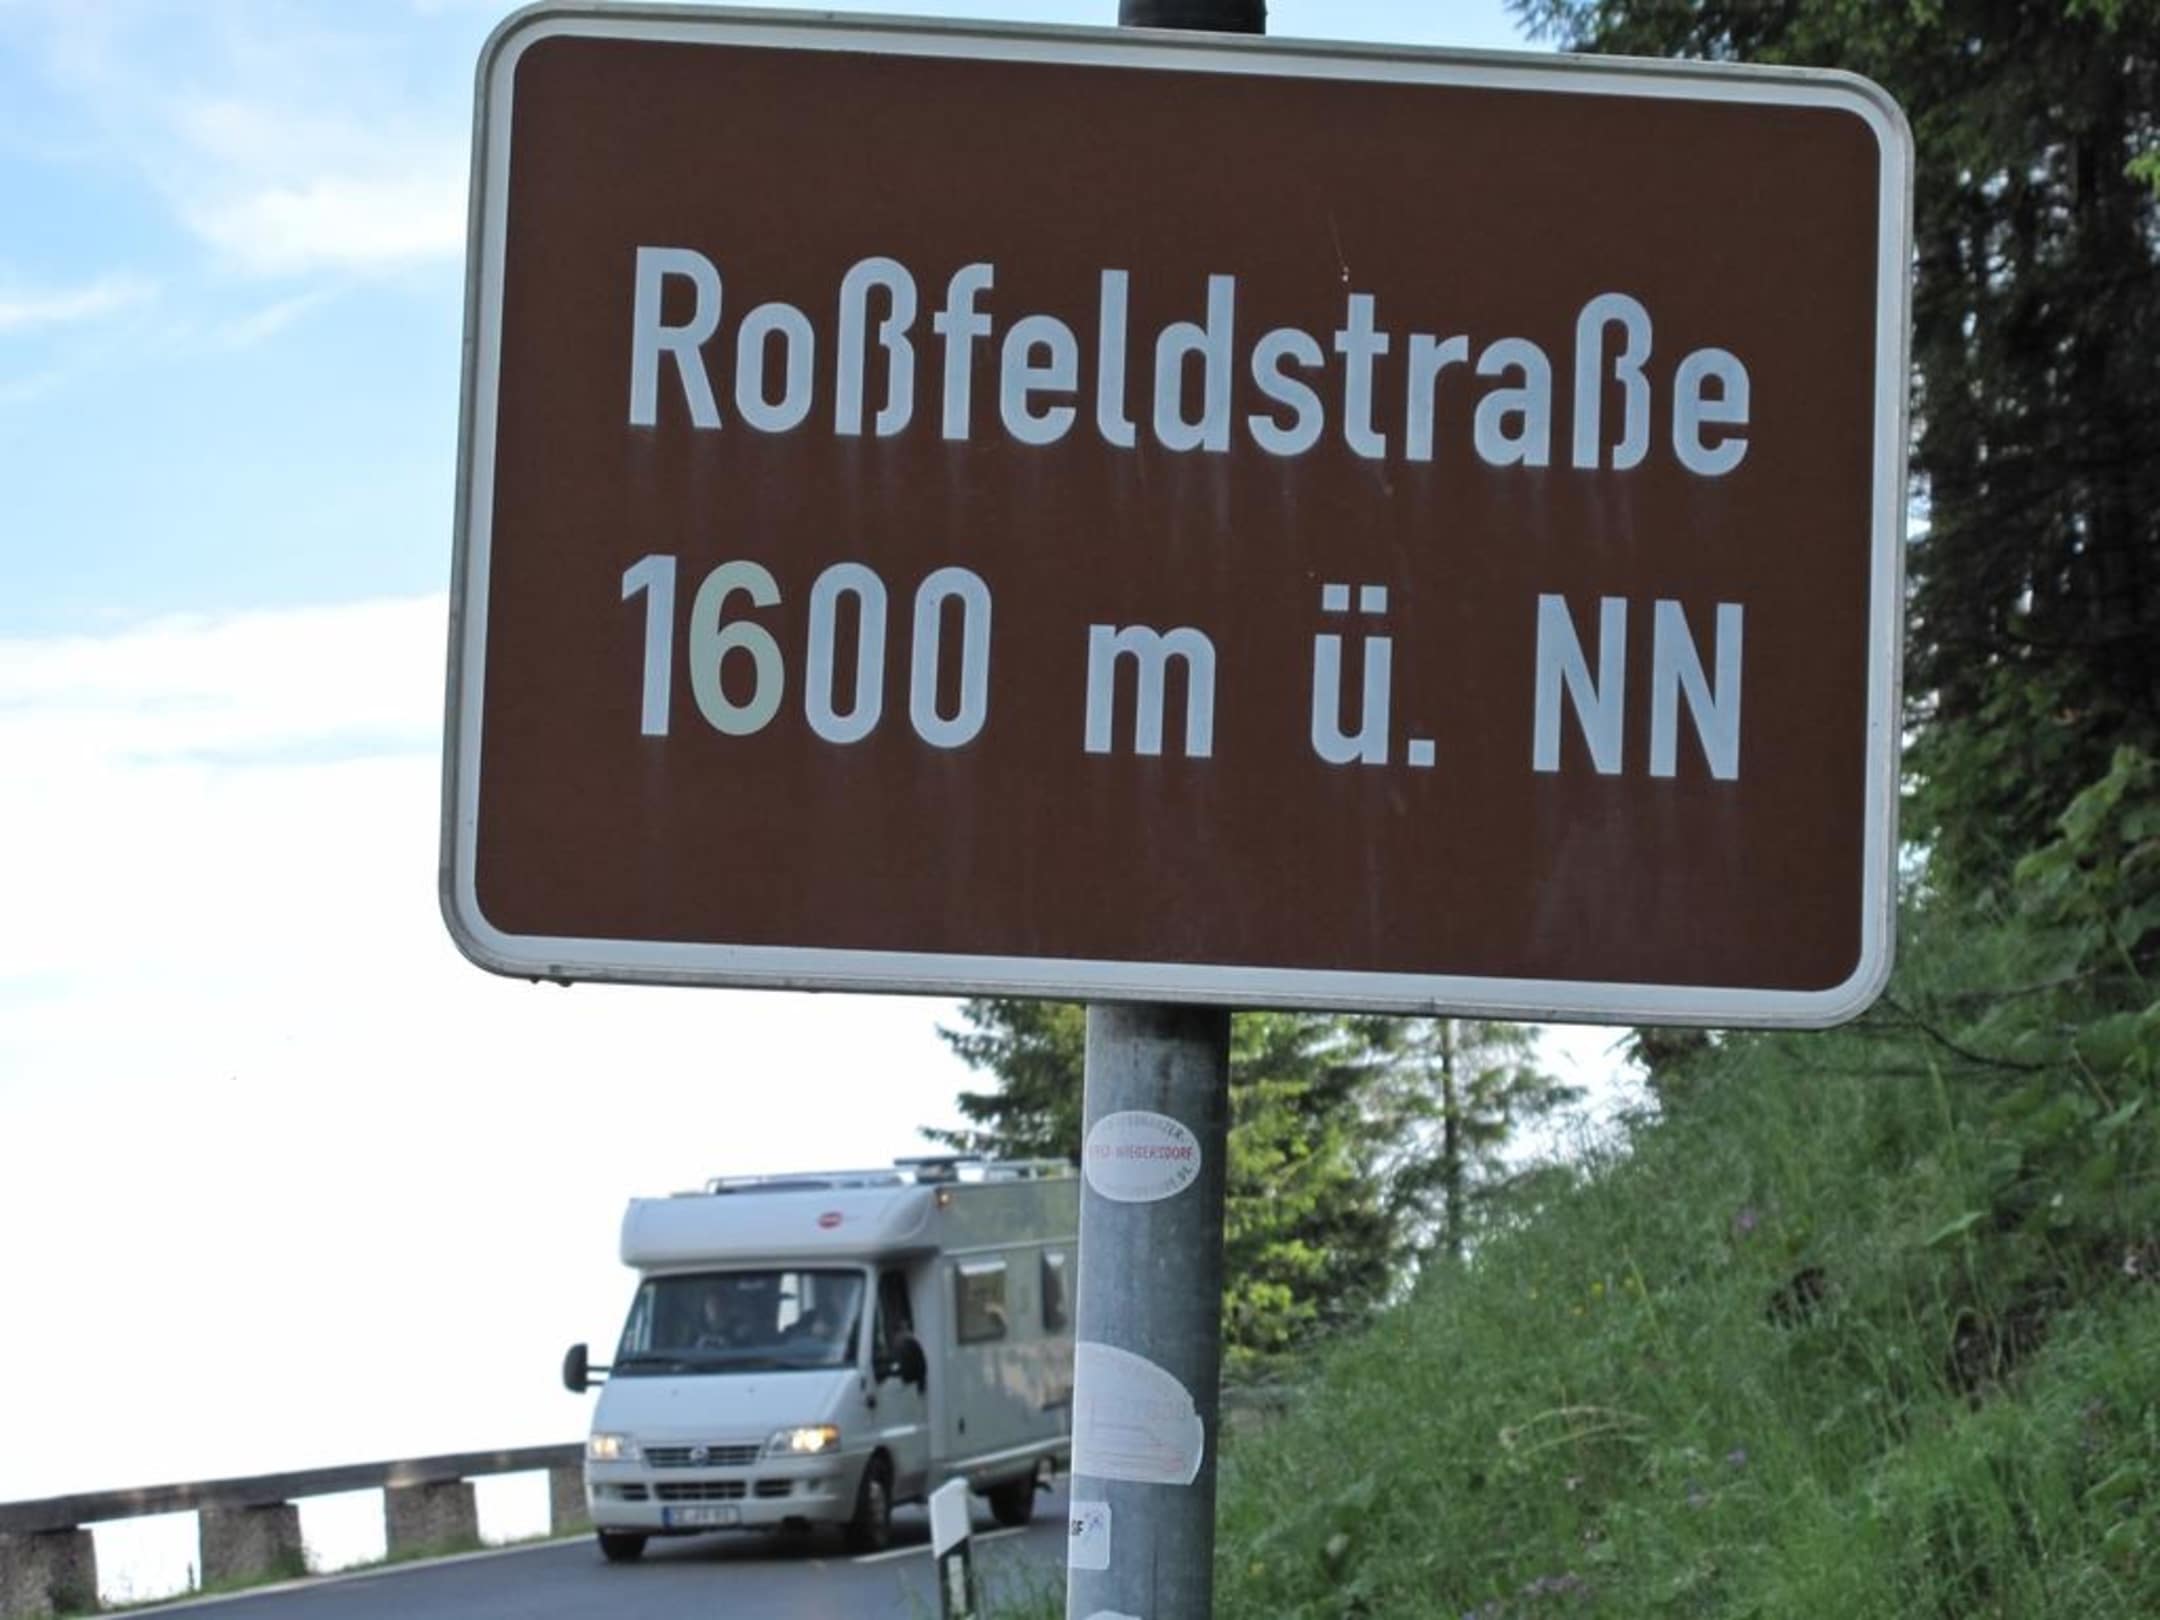 Roßfeldstraße
1600 m ü. NN